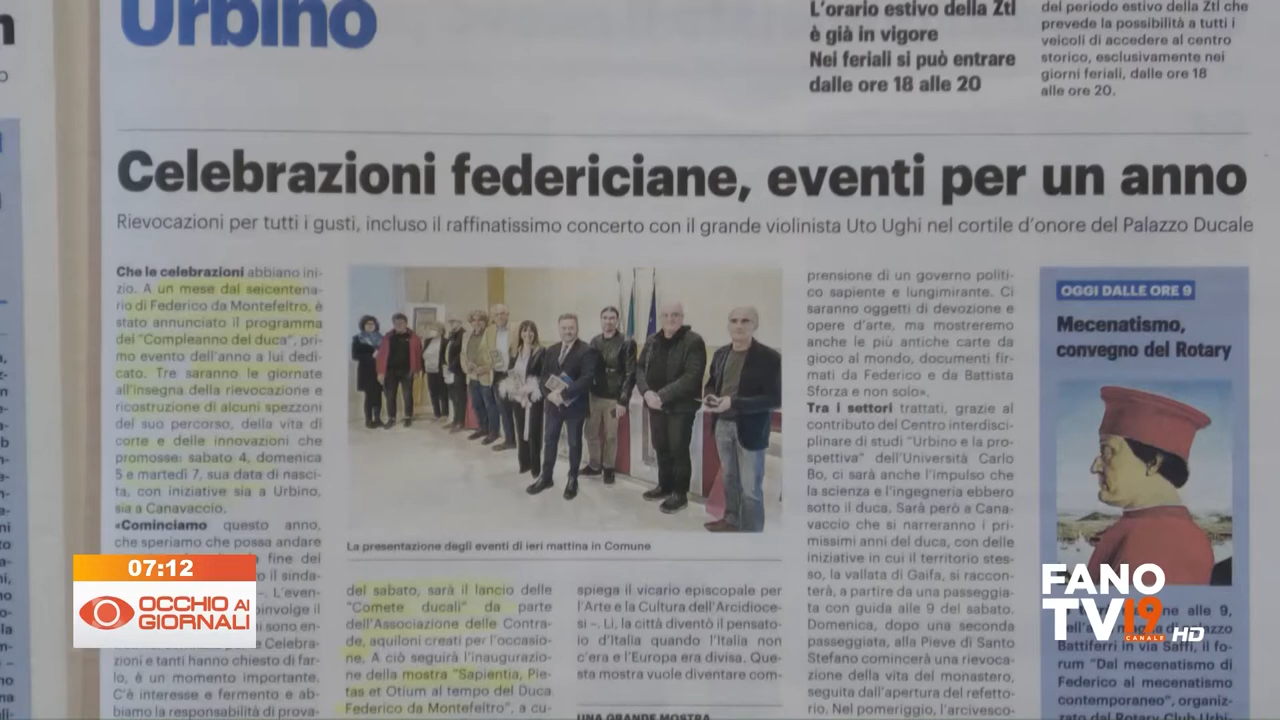 Urbino
L'orario estivo della Ztl
è già in vigore
Nei feriali si può entrare
dalle ore 18 alle 20
del periodo estivo della Ztl che
prevede la possibilità a tutti i
veicoli di accedere al centro
storico, esclusivamente nei
giorni feriali, dalle ore 18
alle ore 20.
Celebrazioni federiciane, eventi per un anno
Rievocazioni per tutti i gusti, incluso il raffinatissimo concerto con il grande violinista Uto Ughi nel cortile d'onore del Palazzo Ducale
Che le celebrazioni abbiano ini-
zio. A un mese dal seicentena-
rio di Federico da Montefeltro, è
stato annunciato il programma
del "Compleanno del duca", pri-
mo evento dell'anno a lui dedi-
cato. Tre saranno le giornate
all'insegna della rievocazione e
ricostruzione di alcuni spezzoni
del suo percorso, della vita di
corte e delle innovazioni che
promosse: sabato 4, domenica
5 e martedì 7, sua data di nasci-
ta, con iniziative sia a Urbino,
sia a Canavaccio.
«Cominciamo questo anno,
che speriamo che possa andare
fine del
o il sinda-
L'even-
oinvolge il
i sono en-
Celebra-
zioni e tanti hanno chiesto di far-
lo, è un momento importante.
C'è interesse e fermento e ab-
biamo la responsabilità di prova-
La presentazione degli eventi di ieri mattina in Comune
del sabato, sarà il lancio delle
"Comete ducali" da parte
dell'Associazione delle Contra-
de, aquiloni creati per l'occasio-
ne. A ciò seguirà l'inaugurazio-
ne della mostra "Sapientia, Pie-
tas et Otium al tempo del Duca
Federico da Montefeltro", a cu-
spiega il vicario episcopale per
l'Arte e la Cultura dell'Arcidioce-
si –. Lì, la città diventò il pensato-
io d'Italia quando l'Italia non
c'era e l'Europa era divisa. Que-
sta mostra vuole diventare com-
UNA GRANDE MOSTRA
prensione di un governo politi-
co sapiente e lungimirante. Ci
saranno oggetti di devozione e
opere d'arte, ma mostreremo
anche le più antiche carte da
gioco al mondo, documenti fir-
mati da Federico e da Battista
Sforza e non solo».
Tra i settori trattati, grazie al
contributo del Centro interdisci-
plinare di studi "Urbino e la pro-
spettiva" dell'Università Carlo
Bo, ci sarà anche l'impulso che
la scienza e l'ingegneria ebbero
sotto il duca. Sarà però a Cana-
vaccio che si narreranno i pri-
missimi anni del duca, con delle
iniziative in cui il territorio stes-
so, la vallata di Gaifa, si raccon-
terà, a partire da una passeggia-
ta con partenza alle 9 del sabato.
Domenica, dopo una seconda
passeggiata, alla Pieve di Santo
Stefano comincerà una rievoca-
zione della vita del monastero,
seguita dall'apertura del refetto-
rio. Nel pomeriggio, l'arcivesco-
OGGI DALLE ORE 9
Mecenatismo,
convegno del Rotary
alle 9,
Battiferri in via Saffi, il fo-
rum "Dal mecenatismo di
Federico al mecenatismo
contemporaneo", organiz-
zato dal Rotary Club Urbi-
07:12
OCCHIO AI
GIORNALI
FANO
TV19
CANALE HD